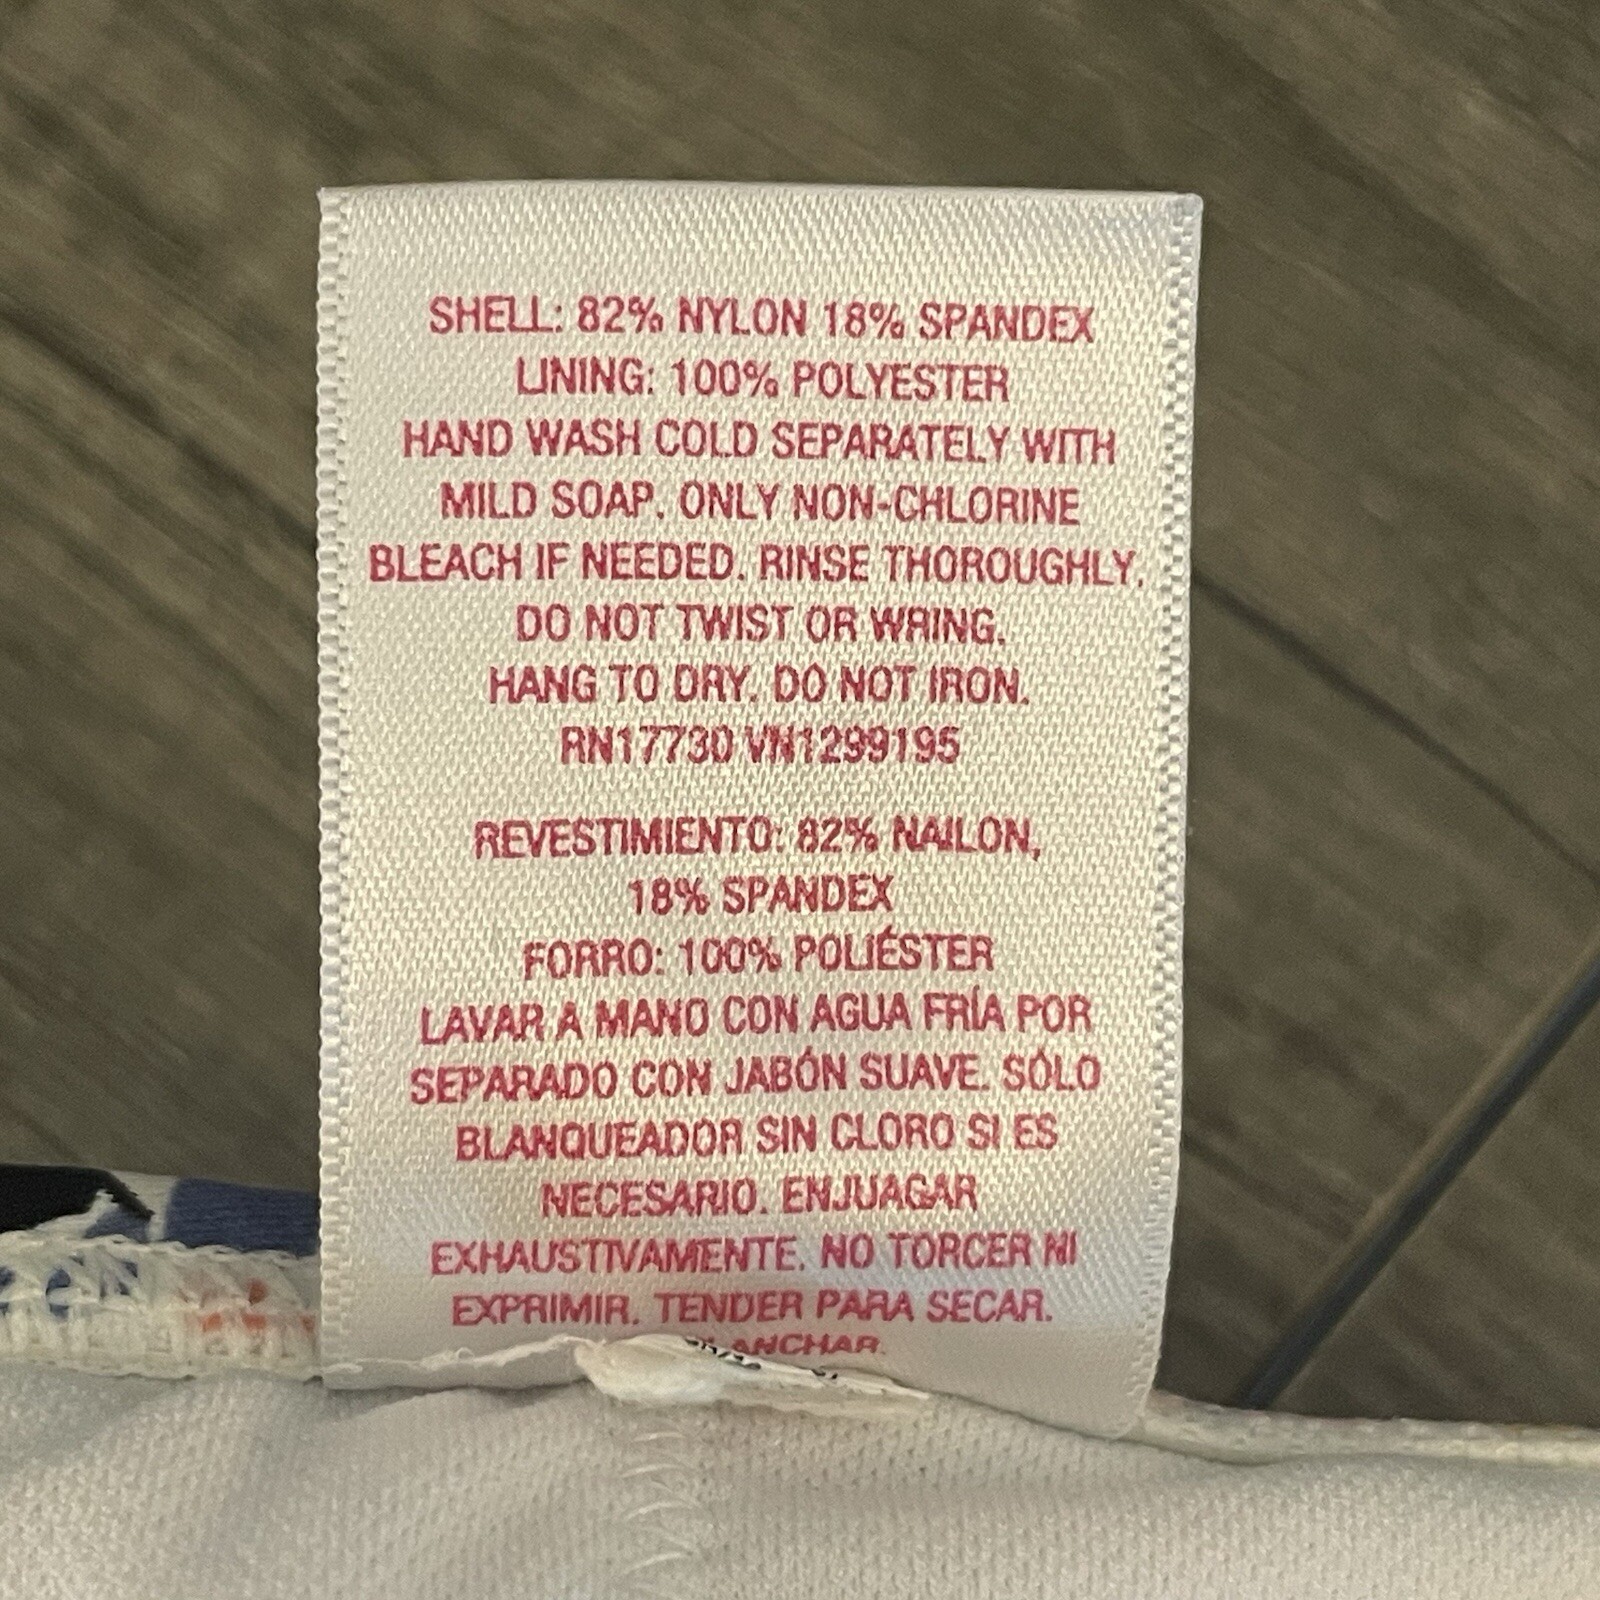 SHELL: 82% NYLON 18% SPANDEX
LINING: 100% POLYESTER
HAND WASH COLD SEPARATELY WITH
MILD SOAP. ONLY NON-CHLORINE
BLEACH IF NEEDED. RINSE THOROUGHLY.
DO NOT TWIST OR WRING.
HANG TO DRY. DO NOT IRON.
RN17730 VN1299195
REVESTIMIENTO: 82% NAILON,
18% SPANDEX
FORRO: 100% POLIÉSTER
LAVAR A MANO CON AGUA FRÍA POR
SEPARADO CON JABÓN SUAVE. SÓLO
BLANQUEADOR SIN CLORO SI ES
NECESARIO. ENJUAGAR
EXHAUSTIVAMENTE. NO TORCER NI
EXPRIMIR. TENDER PARA SECAR.